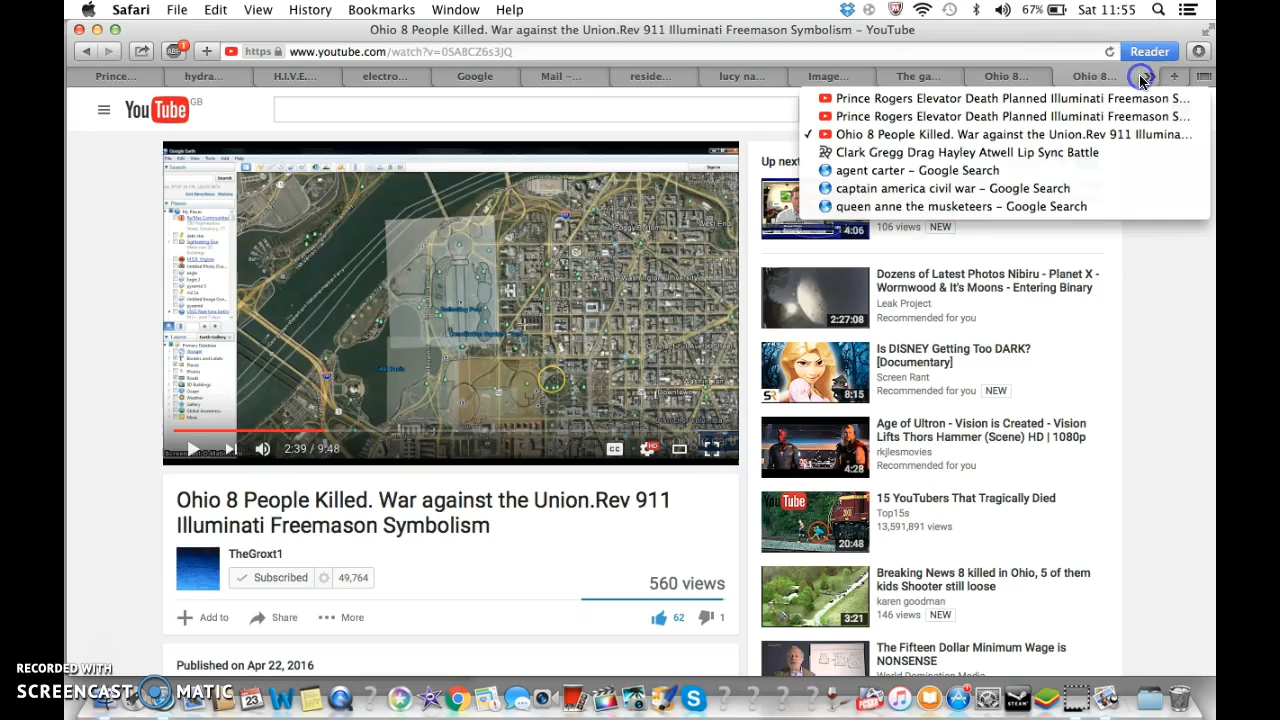 Safari File Edit View History Bookmarks Window Help 67% Sat 11:55
Ohio 8 People Killed. War against the Union.Rev 911 Illuminati Freemason Symbolism – YouTube
ABP 1 https www.youtube.com/watch?v=0SABCZ6s3JQ Reader
Prince... hydra... H.I.V.E.... electro... Google Mail –... reside... lucy na... Image... The ga... Ohio 8... Ohio 8...
Prince Rogers Elevator Death Planned Illuminati Freemason S...
Prince Rogers Elevator Death Planned Illuminati Freemason S...
✓ Ohio 8 People Killed. War against the Union.Rev 911 Illumina...
Clark Gregg Drag Hayley Atwell Lip Sync Battle
agent carter – Google Search
captain america civil war – Google Search
queen anne the musketeers – Google Search
YouTube GB
Up next
4:06
103 views NEW
Dozens of Latest Photos Nibiru - Planet X -
Wormwood & It's Moons - Entering Binary
Leak Project
Recommended for you
2:27:08
Is DISNEY Getting Too DARK?
[Documentary]
Screen Rant
Recommended for you NEW
8:15
Age of Ultron - Vision is Created - Vision
Lifts Thors Hammer (Scene) HD | 1080p
rkjlesmovies
Recommended for you
4:28
15 YouTubers That Tragically Died
Top15s
13,591,891 views
You Tube
20:48
Breaking News 8 killed in Ohio, 5 of them
kids Shooter still loose
karen goodman
146 views NEW
3:21
The Fifteen Dollar Minimum Wage is
NONSENSE
2:39 / 9:48 CC HD
Ohio 8 People Killed. War against the Union.Rev 911
Illuminati Freemason Symbolism
TheGroxt1
Subscribed 49,764
560 views
Add to Share More 62 1
Published on Apr 22, 2016
RECORDED WITH
SCREENCAST MATIC